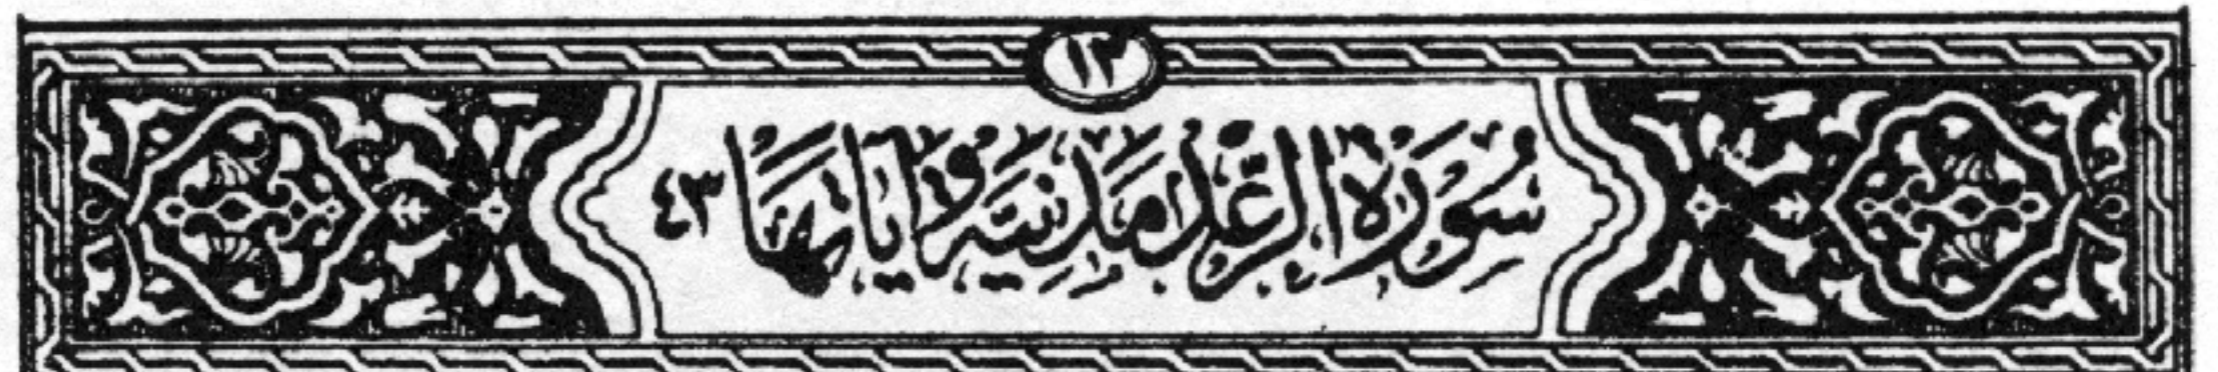 ١٣
سُورَةُ الرَّعْدِ مَدَنِيَّةٌ وَآيَاتُهَا ٤٣